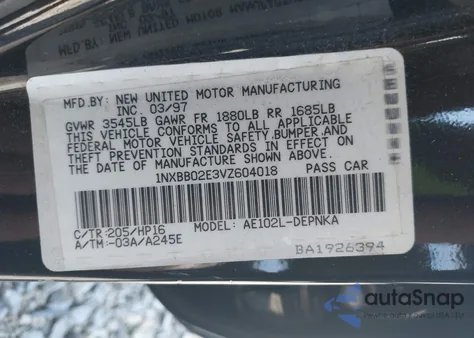 MFD.BY: NEW UNITED MOTOR MANUFACTURING
INC. 03/97
GVWR 3545LB GAWR FR 1880LB RR 1685LB
THIS VEHICLE CONFORMS TO ALL APPLICABLE
FEDERAL MOTOR VEHICLE SAFETY,BUMPER,AND
THEFT PREVENTION STANDARDS IN EFFECT ON
THE DATE OF MANUFACTURE SHOWN ABOVE.
1NXBB02E3VZ604018 PASS CAR
C/TR:205/HP16 MODEL: AE102L-DEPNKA
A/TM:-03A/A245E
BA1926394
autoSnap